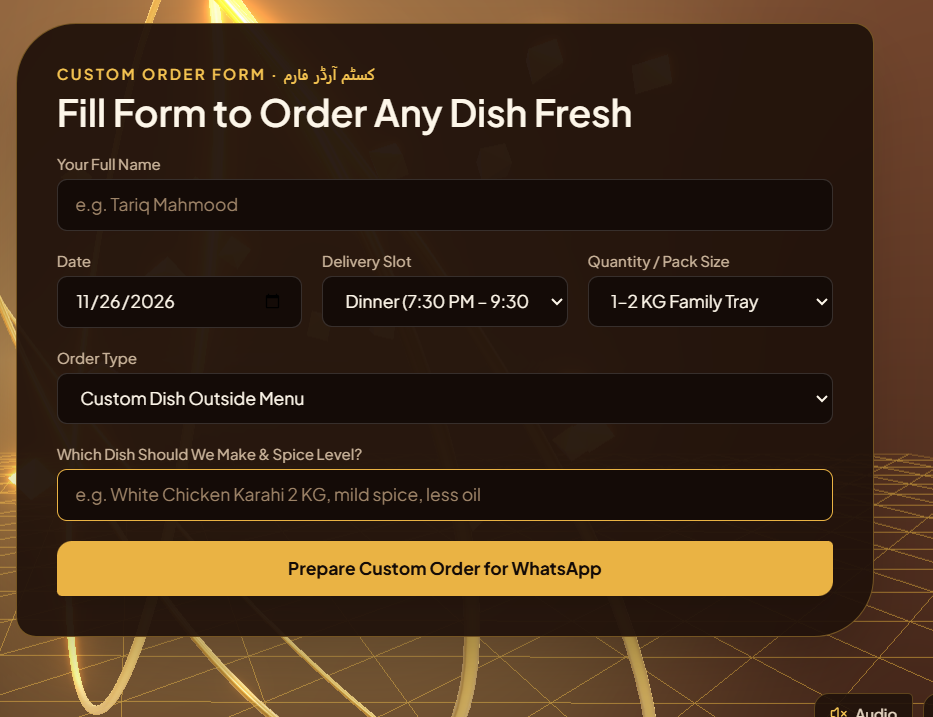 CUSTOM ORDER FORM · کسٹم آرڈر فارم
Fill Form to Order Any Dish Fresh
Your Full Name
e.g. Tariq Mahmood
Date
Delivery Slot
Quantity / Pack Size
11/26/2026
Dinner (7:30 PM – 9:30
1–2 KG Family Tray
Order Type
Custom Dish Outside Menu
Which Dish Should We Make & Spice Level?
e.g. White Chicken Karahi 2 KG, mild spice, less oil
Prepare Custom Order for WhatsApp
Audio